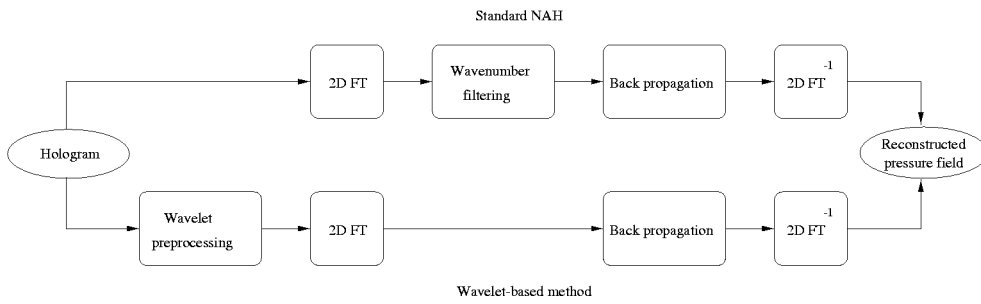 Standard NAH
2D FT
Wavenumber
filtering
Back propagation
2D FT -1
Hologram
Reconstructed
pressure field
Wavelet
preprocessing
2D FT
Back propagation
2D FT -1
Wavelet-based method